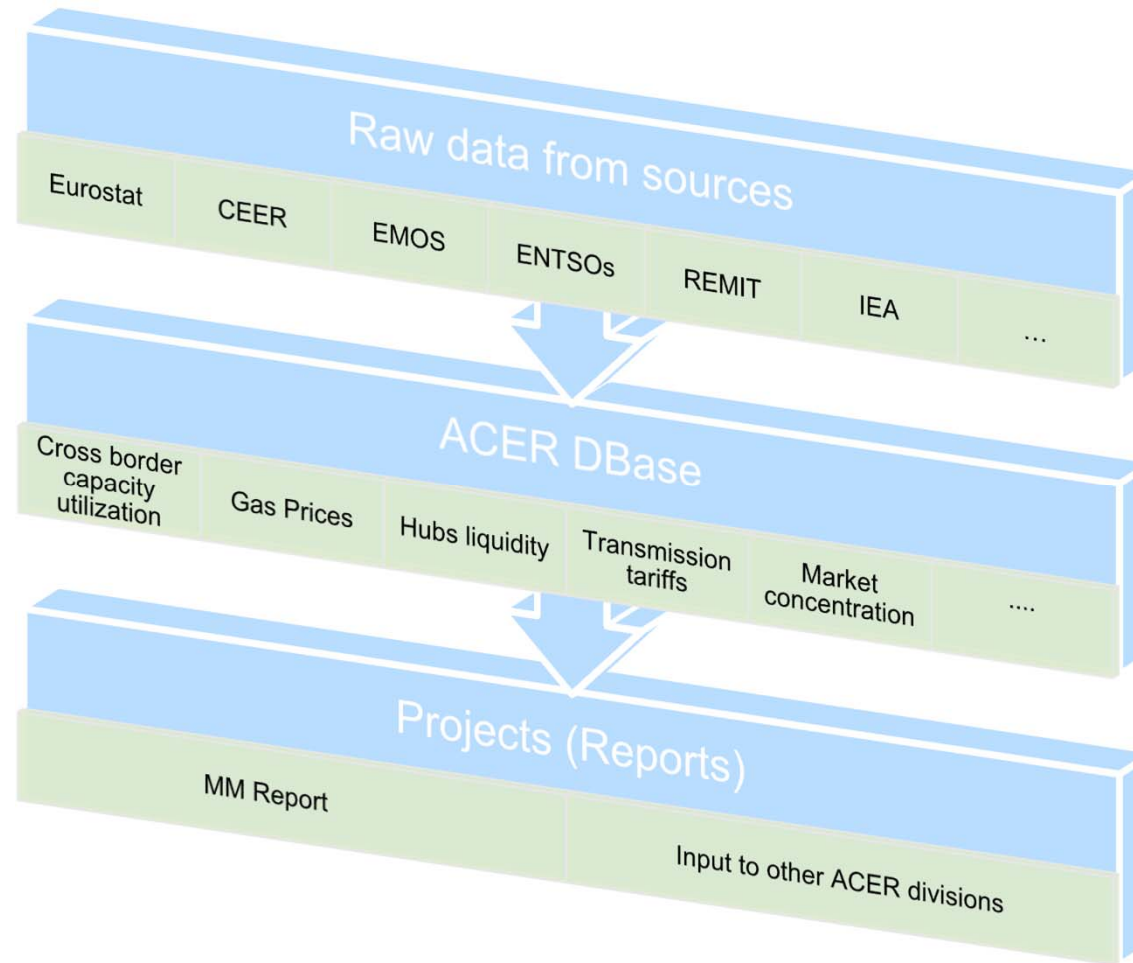 Raw data from sources
Eurostat
CEER
EMOS
ENTSOs
REMIT
IEA
...
ACER DBase
Cross border
capacity
utilization
Gas Prices
Hubs liquidity
Transmission
tariffs
Market
concentration
....
Projects (Reports)
MM Report
Input to other ACER divisions